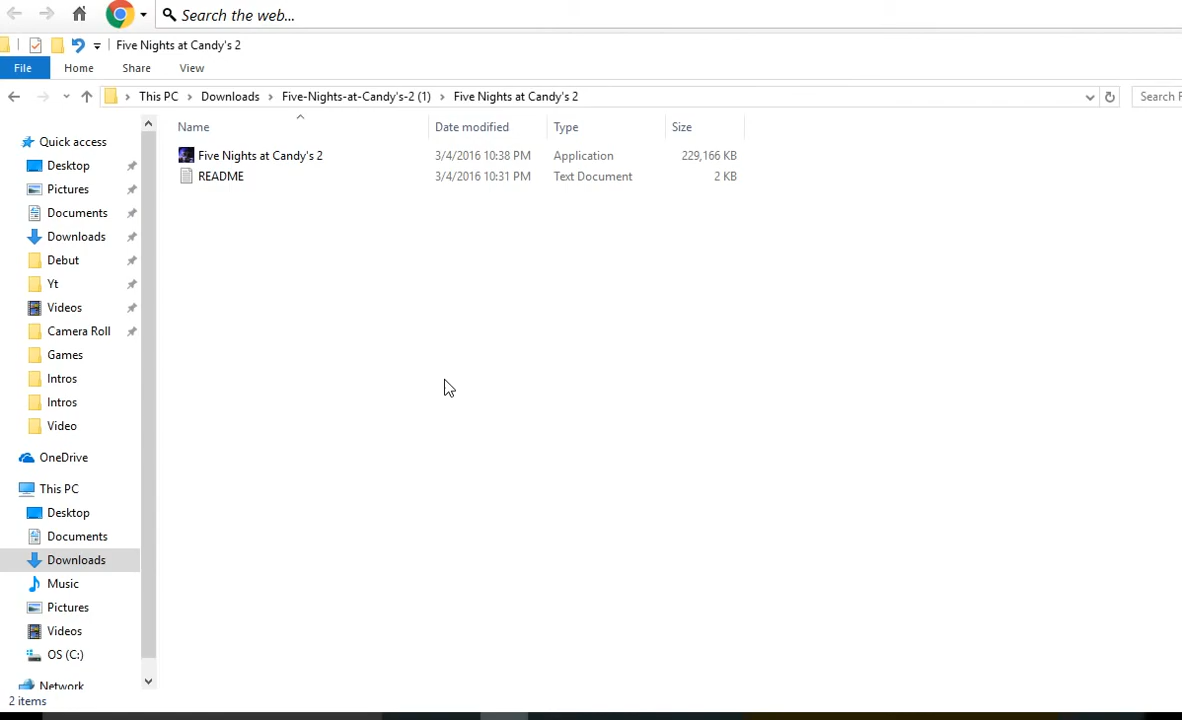 Search the web...
Five Nights at Candy's 2
File Home Share View
This PC Downloads Five-Nights-at-Candy's-2 (1) Five Nights at Candy's 2 Search
Name Date modified Type Size
Five Nights at Candy's 2 3/4/2016 10:38 PM Application 229,166 KB
README 3/4/2016 10:31 PM Text Document 2 KB
Quick access
Desktop
Pictures
Documents
Downloads
Debut
Yt
Videos
Camera Roll
Games
Intros
Intros
Video
OneDrive
This PC
Desktop
Documents
Downloads
Music
Pictures
Videos
OS (C:)
Network
2 items